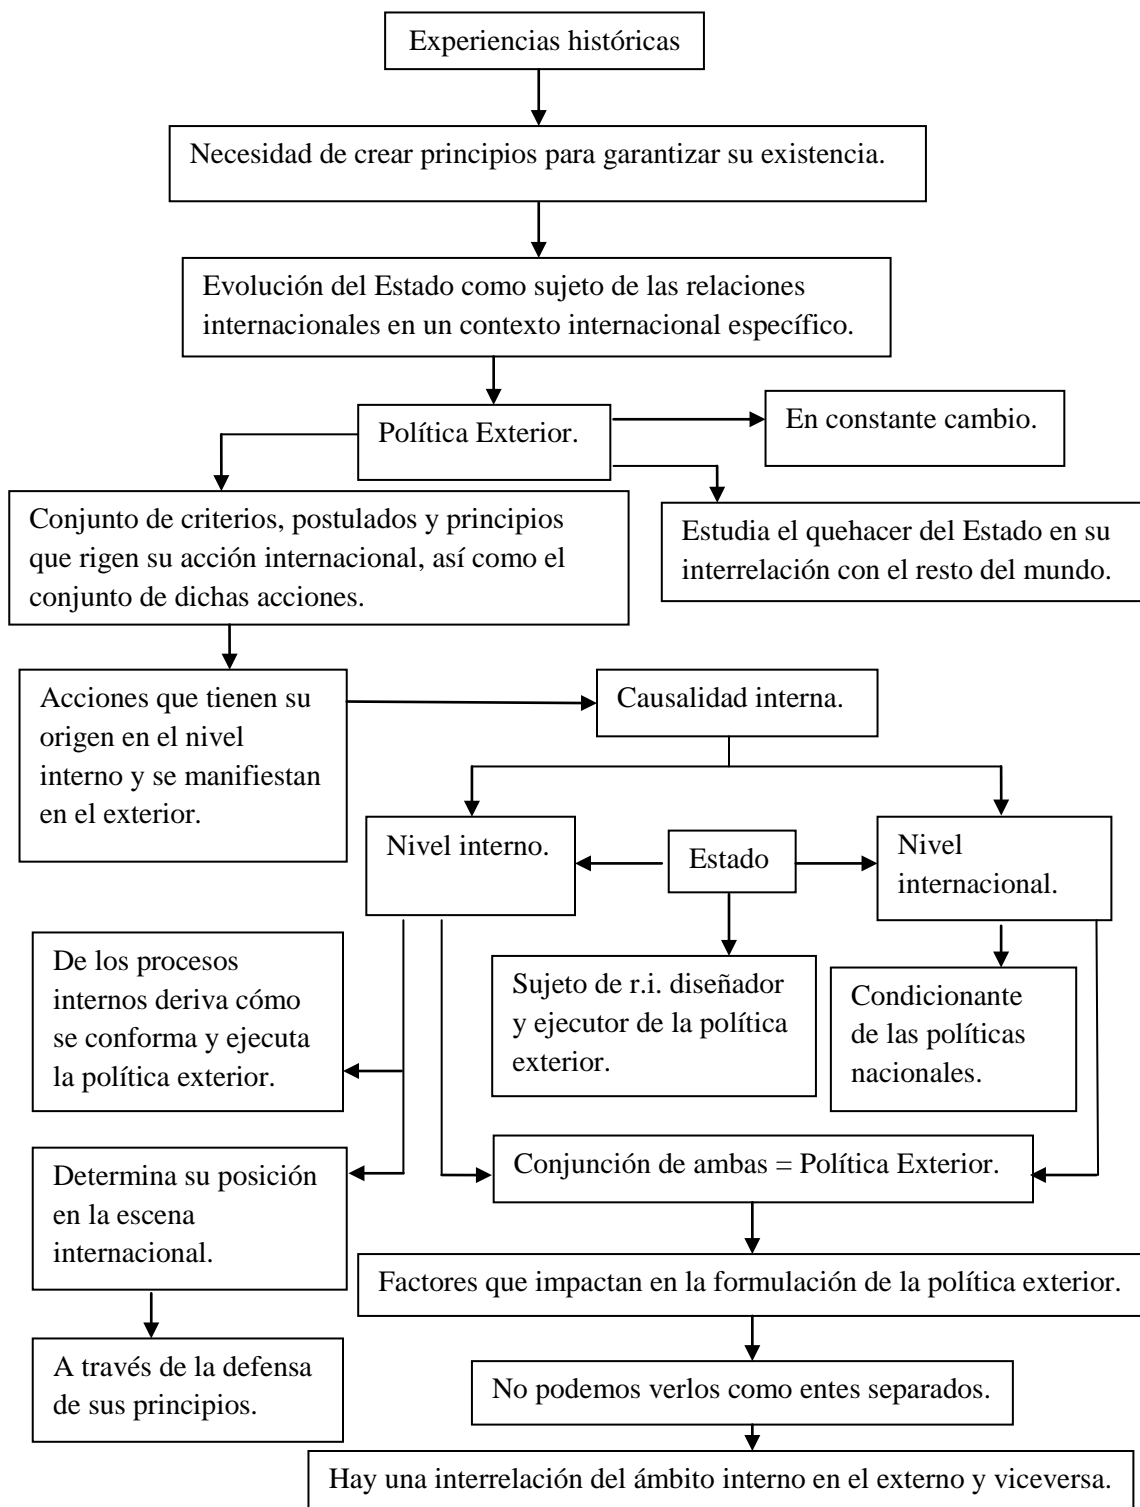 Experiencias históricas
Necesidad de crear principios para garantizar su existencia.
Evolución del Estado como sujeto de las relaciones
internacionales en un contexto internacional específico.
Política Exterior.
En constante cambio.
Conjunto de criterios, postulados y principios
que rigen su acción internacional, así como el
conjunto de dichas acciones.
Estudia el quehacer del Estado en su
interrelación con el resto del mundo.
Acciones que tienen su
origen en el nivel
interno y se manifiestan
en el exterior.
Causalidad interna.
Nivel interno.
Estado
Nivel
internacional.
De los procesos
internos deriva cómo
se conforma y ejecuta
la política exterior.
Sujeto de r.i. diseñador
y ejecutor de la política
exterior.
Condicionante
de las políticas
nacionales.
Determina su posición
en la escena
internacional.
Conjunción de ambas = Política Exterior.
Factores que impactan en la formulación de la política exterior.
A través de la defensa
de sus principios.
No podemos verlos como entes separados.
Hay una interrelación del ámbito interno en el externo y viceversa.